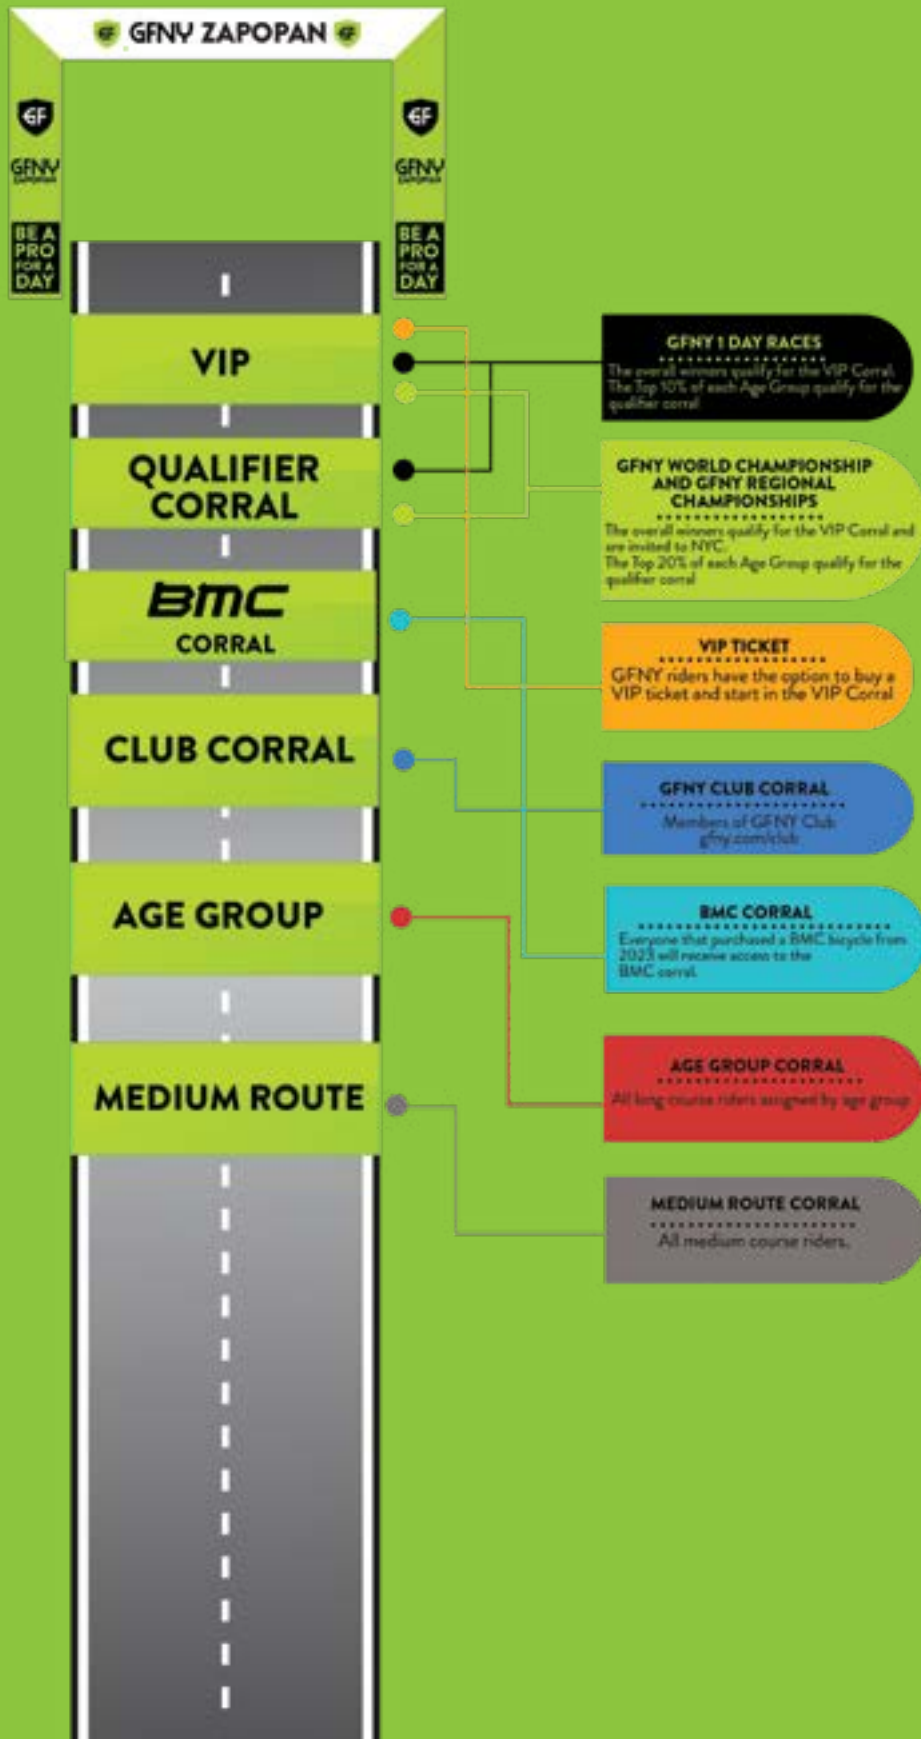 GFNY ZAPOPAN
GF
GFNY
ZAPOPAN
BE A
PRO
FOR A
DAY
GF
GFNY
ZAPOPAN
BE A
PRO
FOR A
DAY
VIP
QUALIFIER
CORRAL
BMC
CORRAL
CLUB CORRAL
AGE GROUP
MEDIUM ROUTE
GFNY 1 DAY RACES
The overall winners qualify for the VIP Corral.
The Top 10% of each Age Group qualify for the
qualifier corral
GFNY WORLD CHAMPIONSHIP
AND GFNY REGIONAL
CHAMPIONSHIPS
The overall winners qualify for the VIP Corral and
are invited to NYC.
The Top 20% of each Age Group qualify for the
qualifier corral
VIP TICKET
GFNY riders have the option to buy a
VIP ticket and start in the VIP Corral
GFNY CLUB CORRAL
Members of GFNY Club
gfny.com/club
BMC CORRAL
Everyone that purchased a BMC bicycle from
2023 will receive access to the
BMC corral.
AGE GROUP CORRAL
All long course riders assigned by age group
MEDIUM ROUTE CORRAL
All medium course riders.